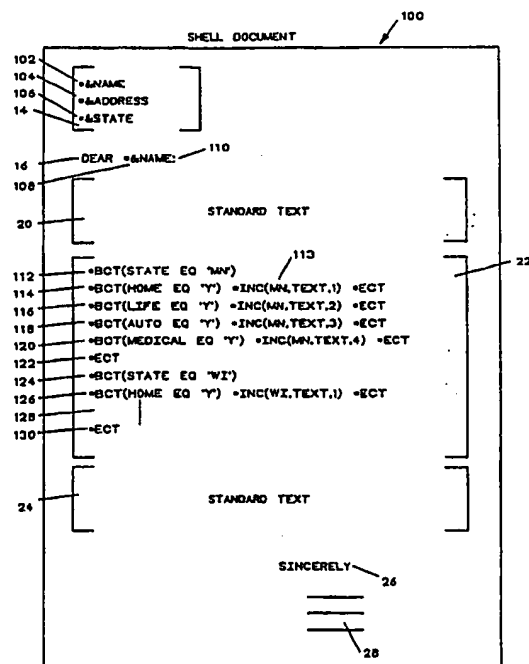 100
SHELL DOCUMENT
102
104
106
14
*&NAME
*&ADDRESS
*&STATE
16 DEAR *&NAME: 110
108
20 STANDARD TEXT
22
113
112 *BCT(STATE EQ 'MN')
114 *BCT(HOME EQ 'Y') *INC(MN,TEXT,1) *ECT
116 *BCT(LIFE EQ 'Y') *INC(MN,TEXT,2) *ECT
118 *BCT(AUTO EQ 'Y') *INC(MN,TEXT,3) *ECT
120 *BCT(MEDICAL EQ 'Y') *INC(MN,TEXT,4) *ECT
122 *ECT
124 *BCT(STATE EQ 'WI')
126 *BCT(HOME EQ 'Y') *INC(WI,TEXT,1) *ECT
128
130 *ECT
24 STANDARD TEXT
SINCERELY 26
28